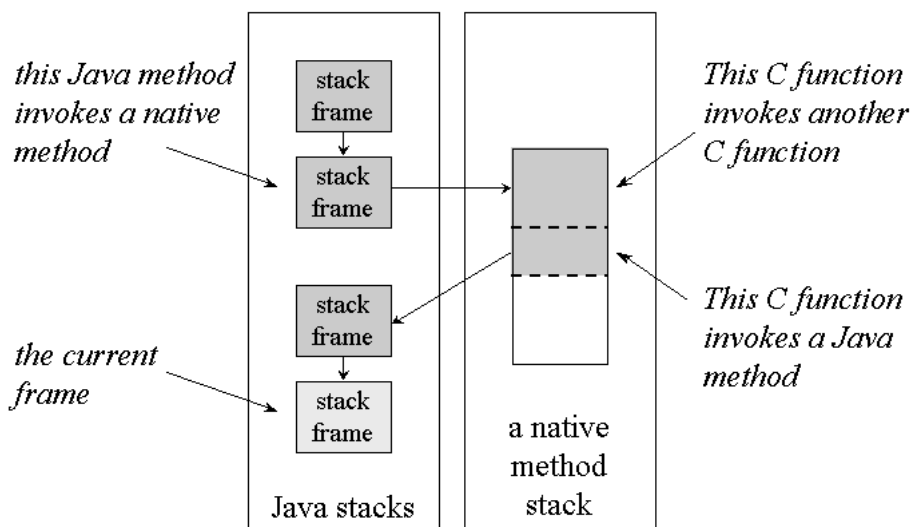 this Java method
invokes a native
method
stack
frame
stack
frame
This C function
invokes another
C function
stack
frame
This C function
invokes a Java
method
the current
frame
stack
frame
Java stacks
a native
method
stack